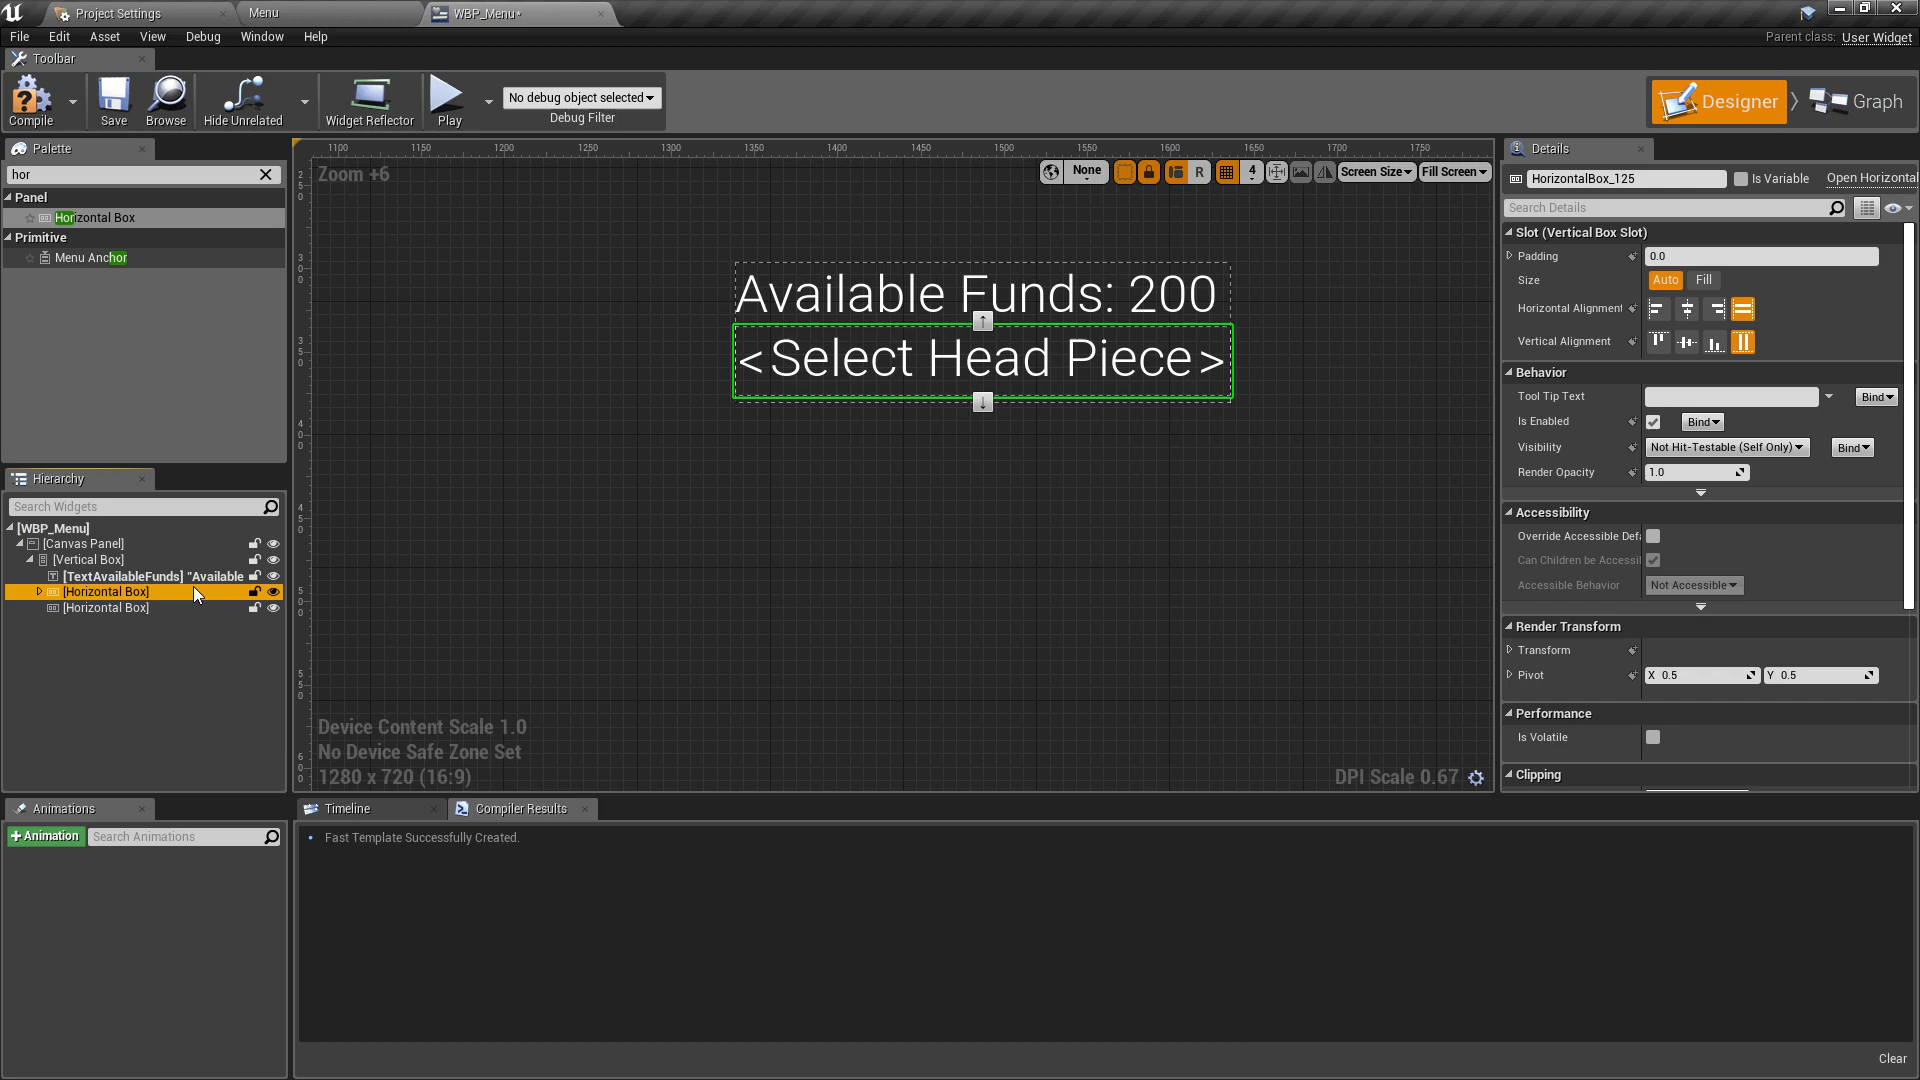 Project Settings
Menu
WBP_Menu*
File Edit Asset View Debug Window Help
Parent class: User Widget
Toolbar
Compile
Save
Browse
Hide Unrelated
Widget Reflector
Play
No debug object selected
Debug Filter
Designer
Graph
Palette
hor
Panel
Horizontal Box
Primitive
Menu Anchor
Hierarchy
Search Widgets
[WBP_Menu]
[Canvas Panel]
[Vertical Box]
[TextAvailableFunds] "Available
[Horizontal Box]
[Horizontal Box]
Animations
+Animation
Search Animations
1100 1150 1200 1250 1300 1350 1400 1450 1500 1550 1600 1650 1700 1750
250
300
350
400
450
500
550
600
Zoom +6
None
R
4
Screen Size
Fill Screen
Available Funds: 200
<Select Head Piece>
Device Content Scale 1.0
No Device Safe Zone Set
1280 x 720 (16:9)
DPI Scale 0.67
Timeline
Compiler Results
Fast Template Successfully Created.
Clear
Details
HorizontalBox_125
Is Variable
Open Horizontal
Search Details
Slot (Vertical Box Slot)
Padding 0.0
Size Auto Fill
Horizontal Alignment
Vertical Alignment
Behavior
Tool Tip Text Bind
Is Enabled Bind
Visibility Not Hit-Testable (Self Only) Bind
Render Opacity 1.0
Accessibility
Override Accessible Defa
Can Children be Accessil
Accessible Behavior Not Accessible
Render Transform
Transform
Pivot X 0.5 Y 0.5
Performance
Is Volatile
Clipping